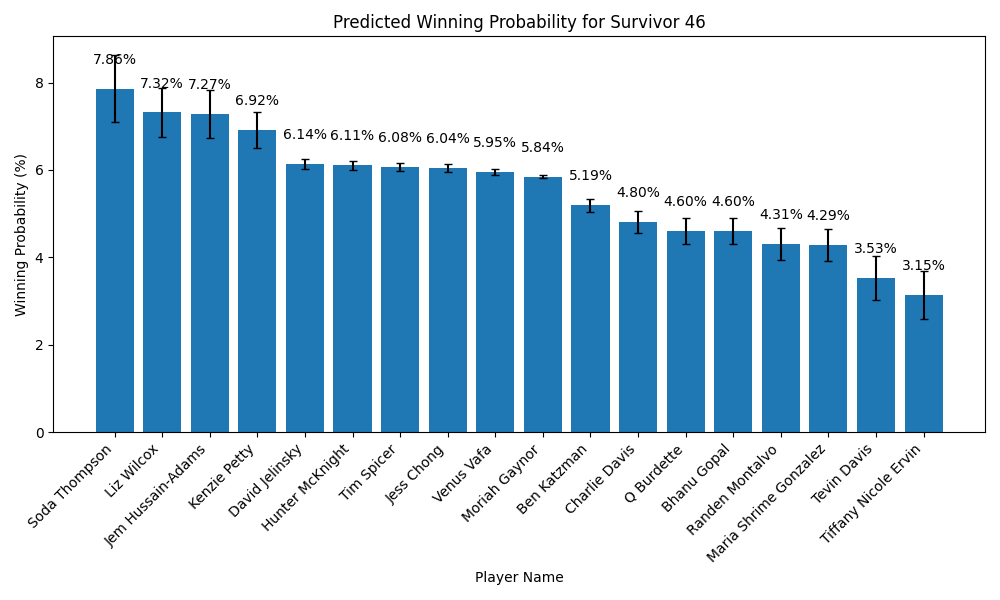 Predicted Winning Probability for Survivor 46
Winning Probability (%)
8
6
4
2
0
7.86%
7.32%
7.27%
6.92%
6.14%
6.11%
6.08%
6.04%
5.95%
5.84%
5.19%
4.80%
4.60%
4.60%
4.31%
4.29%
3.53%
3.15%
Soda Thompson
Liz Wilcox
Jem Hussain-Adams
Kenzie Petty
David Jelinsky
Hunter McKnight
Tim Spicer
Jess Chong
Venus Vafa
Moriah Gaynor
Ben Katzman
Charlie Davis
Q Burdette
Bhanu Gopal
Randen Montalvo
Maria Shrime Gonzalez
Tevin Davis
Tiffany Nicole Ervin
Player Name